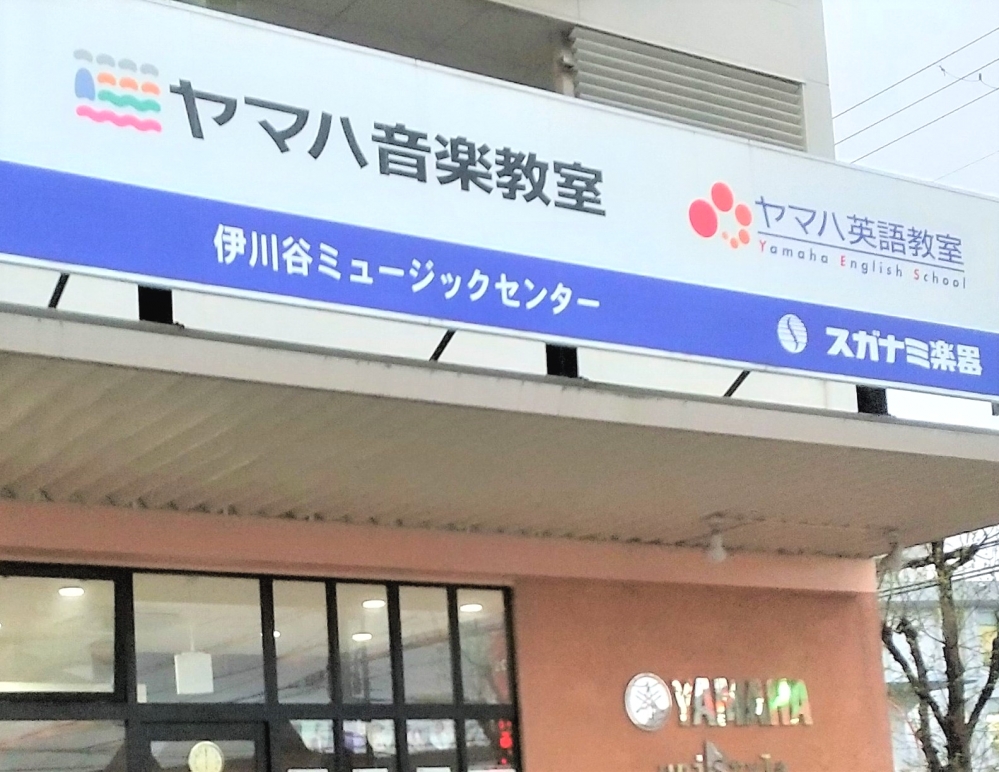 ヤマハ音楽教室
ヤマハ英語教室
Yamaha English School
伊川谷ミュージックセンター
スガナミ楽器
YAMAHA